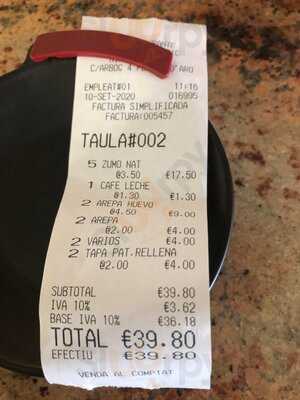 C/ARBOC 4 P
D'ARO
EMPLEAT#01 11:16
10-SET-2020 016995
FACTURA SIMPLIFICADA
FACTURA:005457
TAULA#002
5 ZUMO NAT
@3.50 €17.50
1 CAFE LECHE
@1.30 €1.30
2 AREPA HUEVO
@4.50 €9.00
2 AREPA
@2.00 €4.00
2 VARIOS €4.00
2 TAPA PAT.RELLENA
@2.00 €4.00
SUBTOTAL €39.80
IVA 10% €3.62
BASE IVA 10% €36.18
TOTAL €39.80
EFECTIU €39.80
VENDA AL COMPTAT